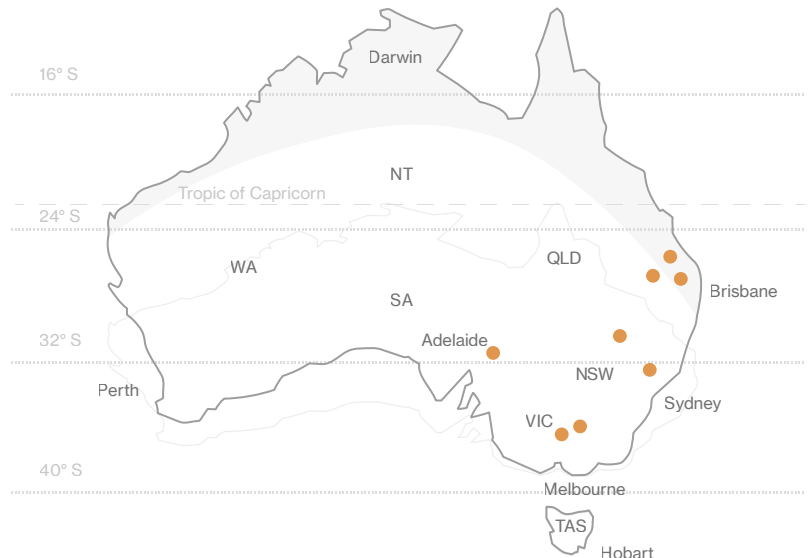 Darwin
16° S
NT
Tropic of Capricorn
24° S
WA
QLD
Brisbane
SA
Adelaide
32° S
NSW
Perth
Sydney
VIC
40° S
Melbourne
TAS
Hobart